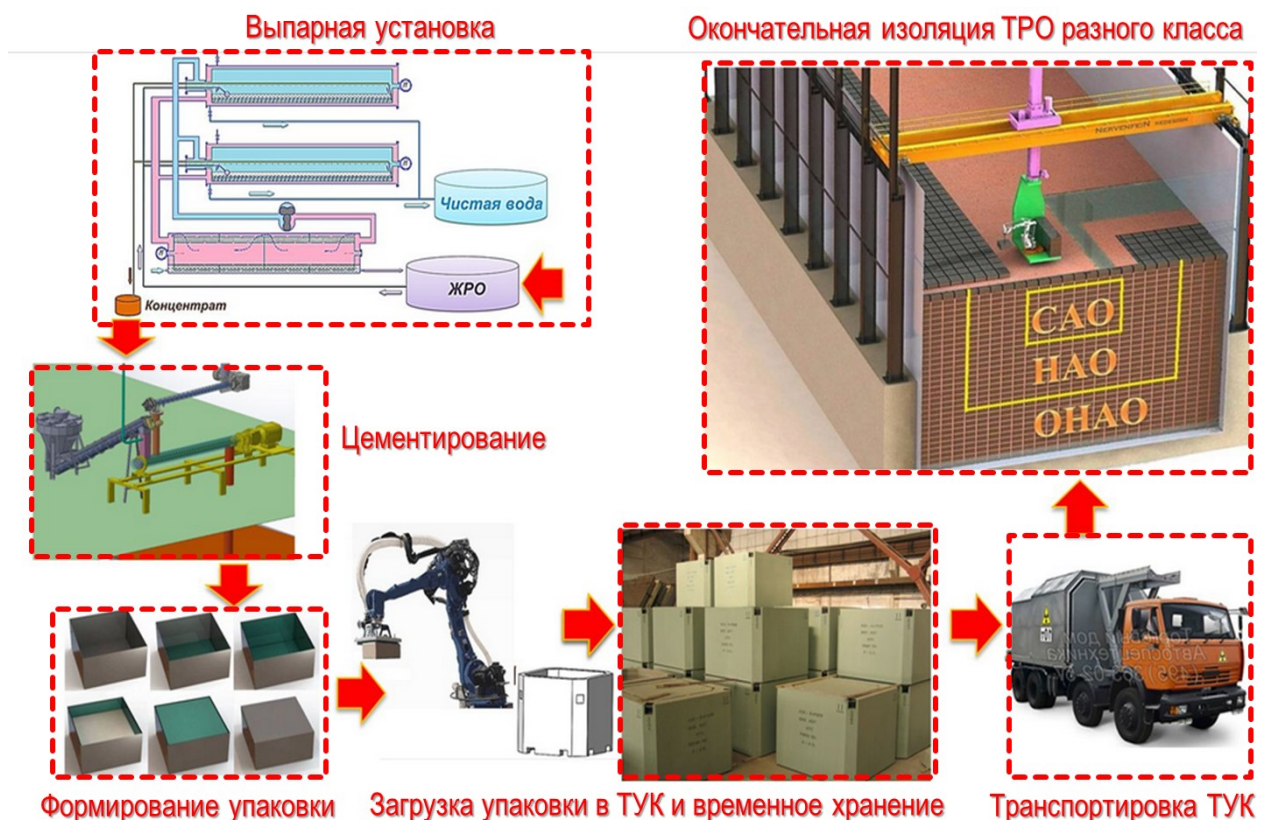 Выпарная установка
Окончательная изоляция ТРО разного класса
Чистая вода
ЖРО
Концентрат
САО
НАО
ОНАО
Цементирование
Формирование упаковки
Загрузка упаковки в ТУК и временное хранение
Транспортировка ТУК